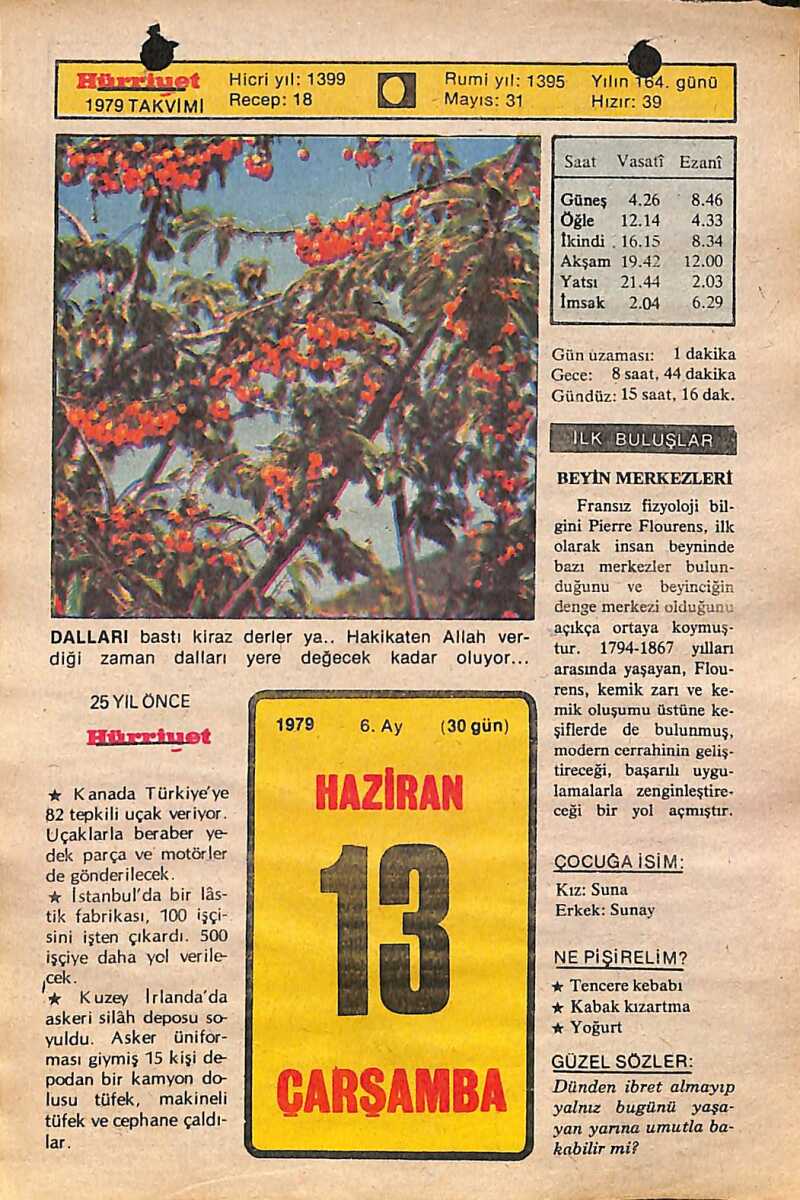 Hürriyet
1979 TAKVİMİ
Hicri yıl: 1399
Recep: 18
Rumi yıl: 1395
Mayıs: 31
Yılın 164. günü
Hızır: 39
Saat Vasatî Ezanî
Güneş 4.26 8.46
Öğle 12.14 4.33
İkindi 16.15 8.34
Akşam 19.42 12.00
Yatsı 21.44 2.03
İmsak 2.04 6.29
Gün uzaması: 1 dakika
Gece: 8 saat, 44 dakika
Gündüz: 15 saat, 16 dak.
İLK BULUŞLAR
BEYİN MERKEZLERİ
Fransız fizyoloji bil-
gini Pierre Flourens, ilk
olarak insan beyninde
bazı merkezler bulun-
duğunu ve beyinciğin
denge merkezi olduğunu
açıkça ortaya koymuş-
tur. 1794-1867 yılları
arasında yaşayan, Flou-
rens, kemik zarı ve ke-
mik oluşumu üstüne ke-
şiflerde de bulunmuş,
modern cerrahinin geliş-
tireceği, başarılı uygu-
lamalarla zenginleştire-
ceği bir yol açmıştır.
DALLARI bastı kiraz derler ya.. Hakikaten Allah ver-
diği zaman dalları yere değecek kadar oluyor...
25 YIL ÖNCE
Hürriyet
★ Kanada Türkiye'ye
82 tepkili uçak veriyor.
Uçaklarla beraber ye-
dek parça ve motörler
de gönderilecek.
★ İstanbul'da bir lâs-
tik fabrikası, 100 işçi-
sini işten çıkardı. 500
işçiye daha yol verile-
cek.
★ Kuzey İrlanda'da
askeri silâh deposu so-
yuldu. Asker ünifor-
ması giymiş 15 kişi de-
podan bir kamyon do-
lusu tüfek, makineli
tüfek ve cephane çaldı-
lar.
1979 6. Ay (30 gün)
HAZİRAN
13
ÇARŞAMBA
ÇOCUĞA İSİM:
Kız: Suna
Erkek: Sunay
NE PİŞİRELİM?
★ Tencere kebabı
★ Kabak kızartma
★ Yoğurt
GÜZEL SÖZLER:
Dünden ibret almayıp
yalnız bugünü yaşa-
yan yarına umutla ba-
kabilir mi?